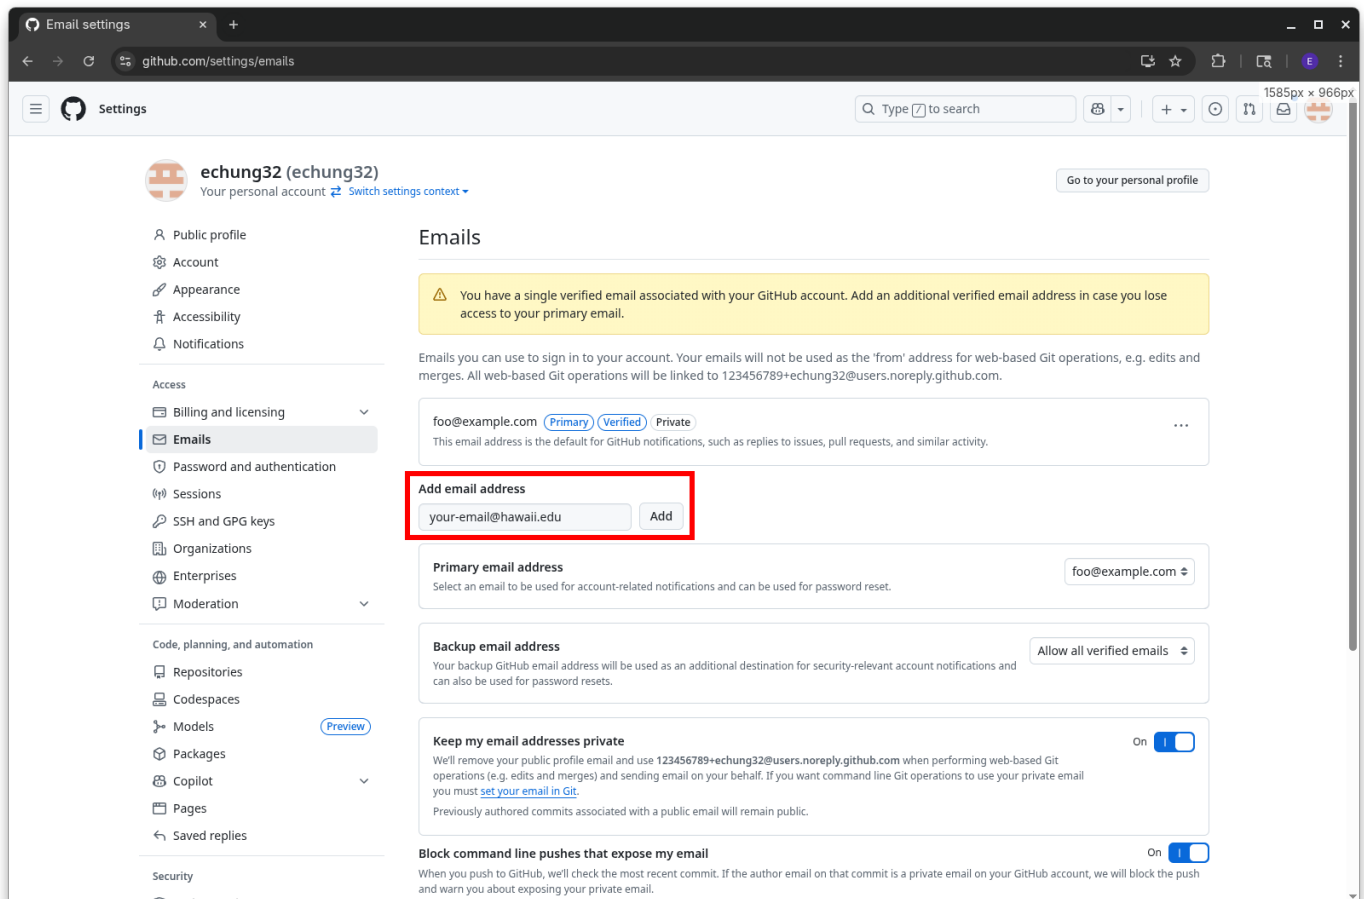 Email settings
github.com/settings/emails
E
1585px × 966px
Settings
Type / to search
echung32 (echung32)
Your personal account Switch settings context
Go to your personal profile
Public profile
Account
Appearance
Accessibility
Notifications
Access
Billing and licensing
Emails
Password and authentication
Sessions
SSH and GPG keys
Organizations
Enterprises
Moderation
Code, planning, and automation
Repositories
Codespaces
Models Preview
Packages
Copilot
Pages
Saved replies
Security
Emails
You have a single verified email associated with your GitHub account. Add an additional verified email address in case you lose
access to your primary email.
Emails you can use to sign in to your account. Your emails will not be used as the 'from' address for web-based Git operations, e.g. edits and
merges. All web-based Git operations will be linked to 123456789+echung32@users.noreply.github.com.
foo@example.com Primary Verified Private
This email address is the default for GitHub notifications, such as replies to issues, pull requests, and similar activity.
Add email address
your-email@hawaii.edu Add
Primary email address
Select an email to be used for account-related notifications and can be used for password reset.
foo@example.com
Backup email address
Your backup GitHub email address will be used as an additional destination for security-relevant account notifications and
can also be used for password resets.
Allow all verified emails
Keep my email addresses private
On
We'll remove your public profile email and use 123456789+echung32@users.noreply.github.com when performing web-based Git
operations (e.g. edits and merges) and sending email on your behalf. If you want command line Git operations to use your private email
you must set your email in Git.
Previously authored commits associated with a public email will remain public.
Block command line pushes that expose my email
On
When you push to GitHub, we'll check the most recent commit. If the author email on that commit is a private email on your GitHub account, we will block the push
and warn you about exposing your private email.